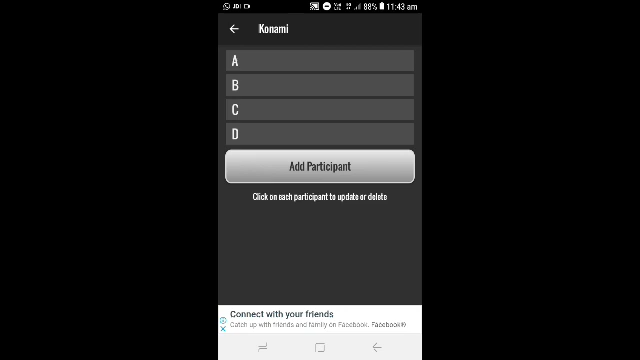 88% 11:43 am
Konami
A
B
C
D
Add Participant
Click on each participant to update or delete
Connect with your friends
Catch up with friends and family on Facebook. Facebook®